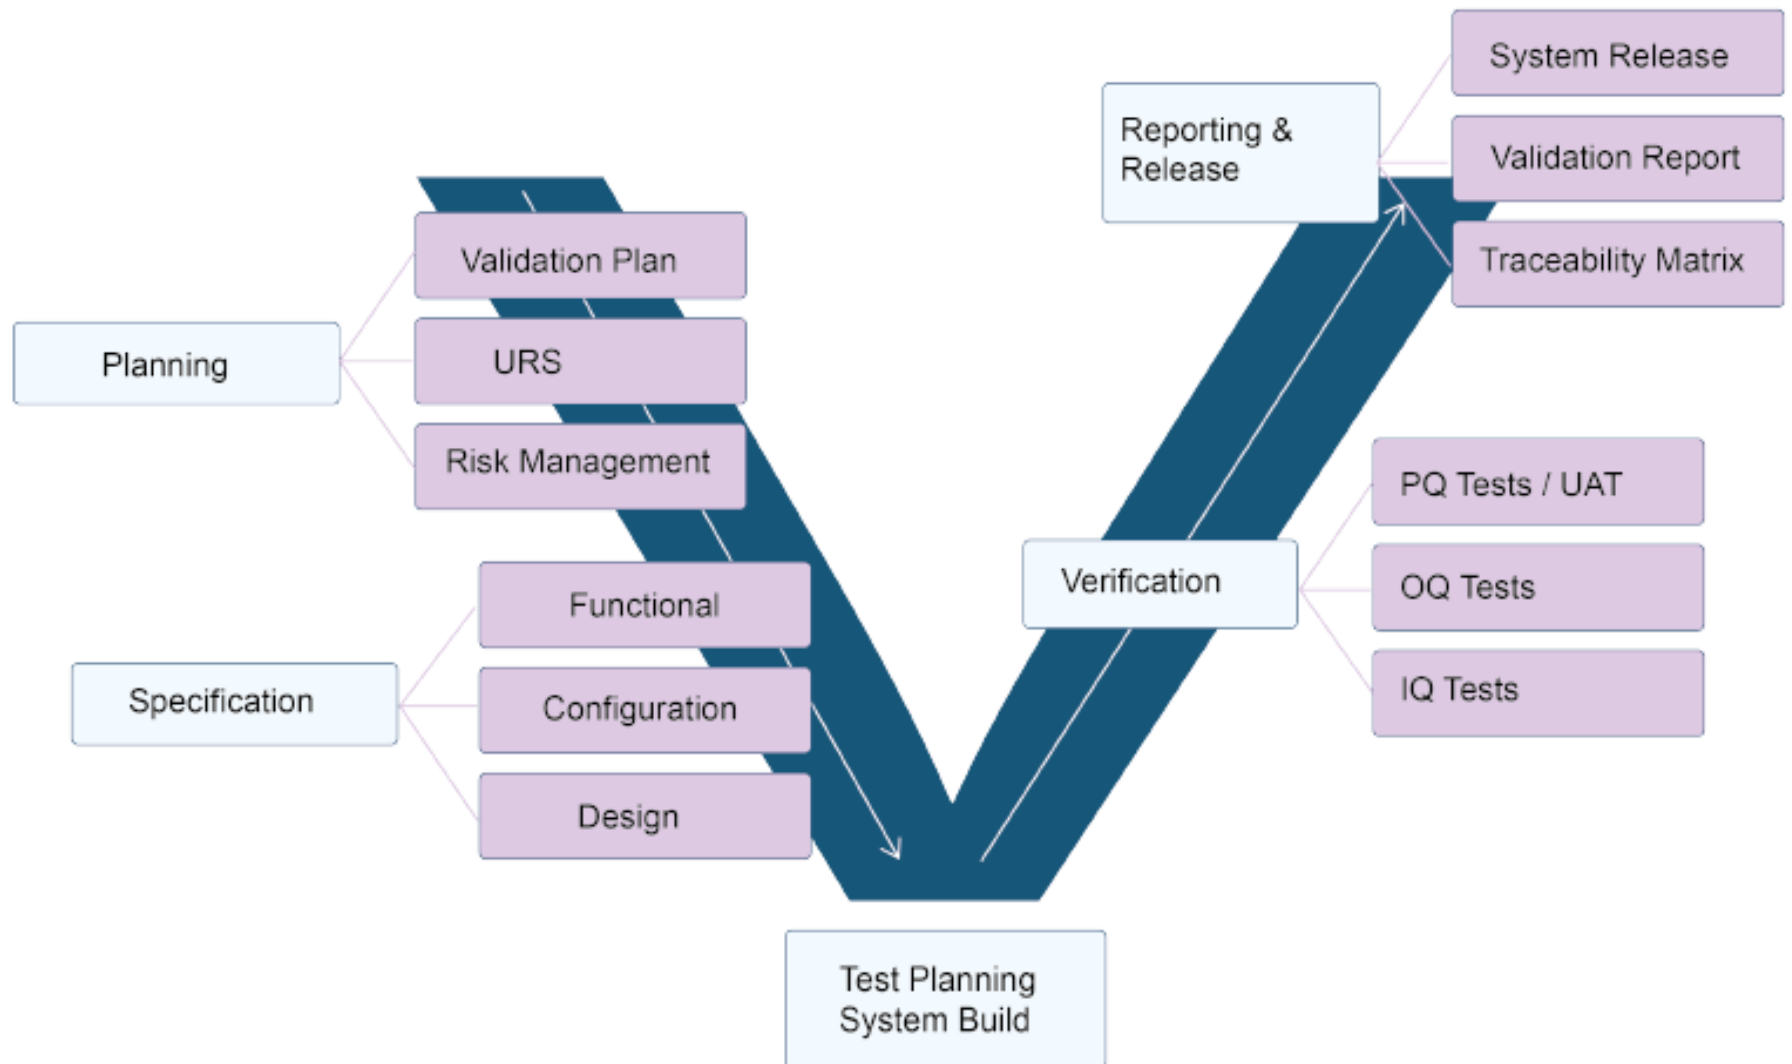 Planning
Validation Plan
URS
Risk Management
Specification
Functional
Configuration
Design
Test Planning
System Build
Verification
PQ Tests / UAT
OQ Tests
IQ Tests
Reporting &
Release
System Release
Validation Report
Traceability Matrix